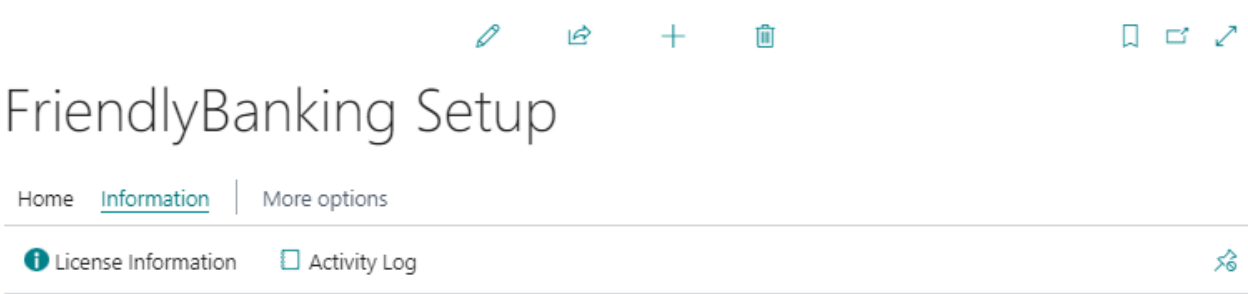 FriendlyBanking Setup
Home Information More options
License Information Activity Log